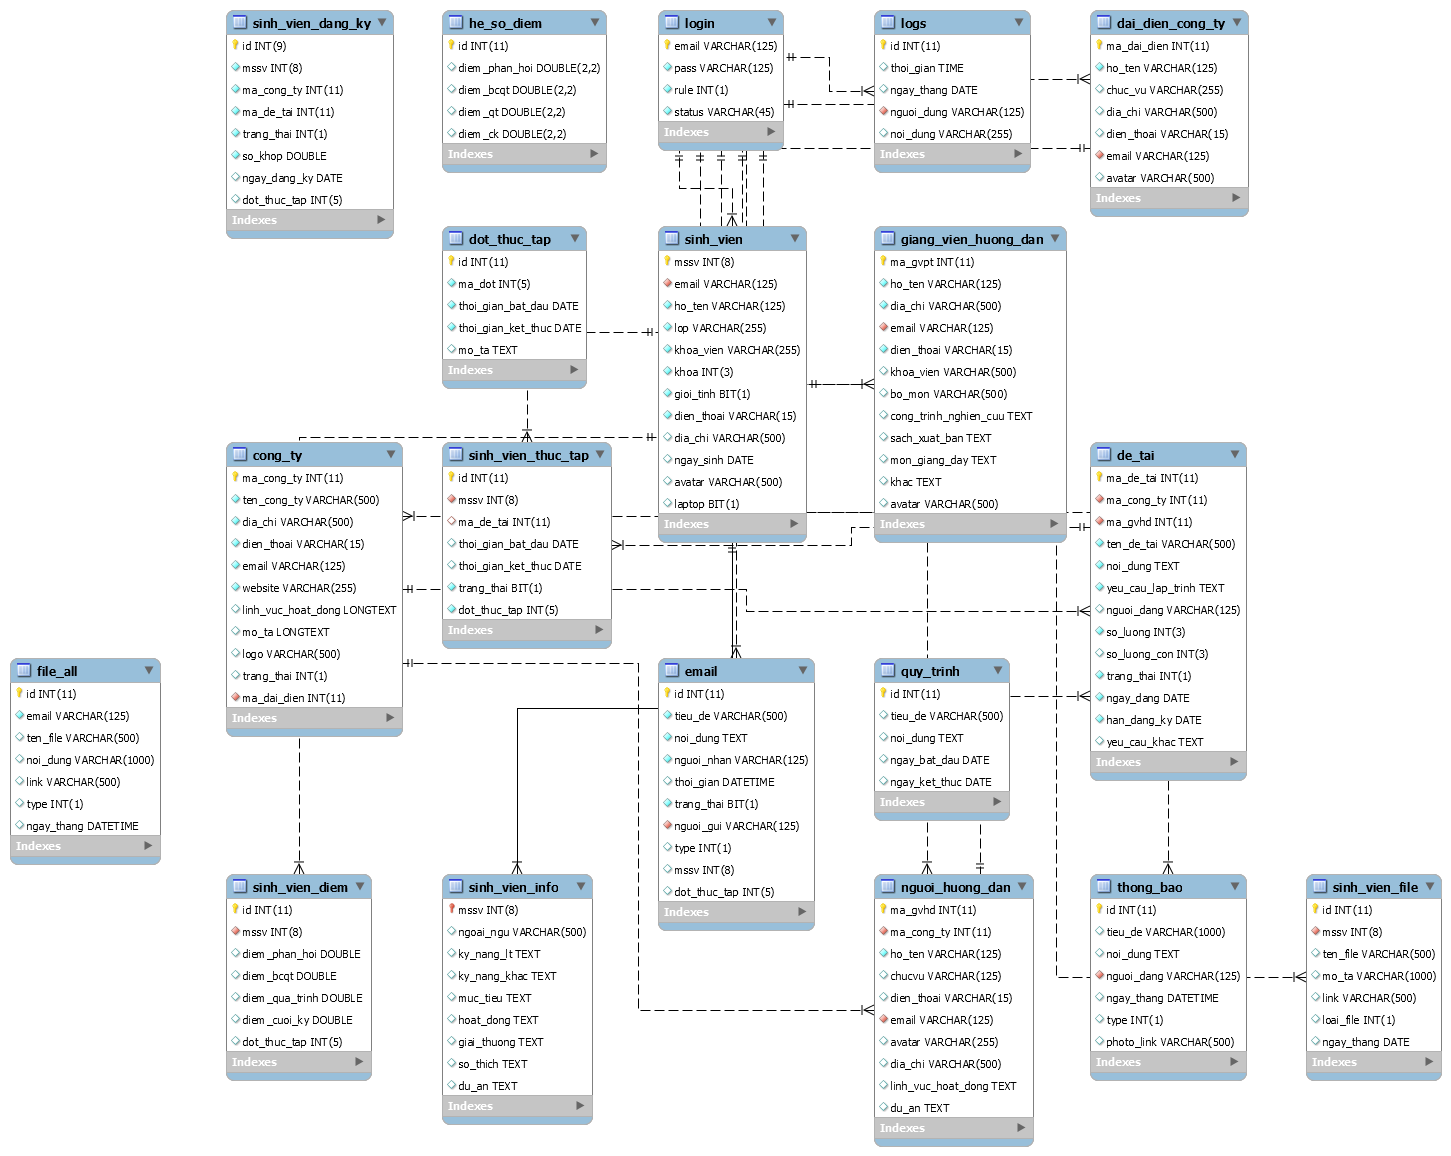 sinh_vien_dang_ky
id INT(9)
mssv INT(8)
ma_cong_ty INT(11)
ma_de_tai INT(11)
trang_thai INT(1)
so_khop DOUBLE
ngay_dang_ky DATE
dot_thuc_tap INT(5)
Indexes
he_so_diem
id INT(11)
diem_phan_hoi DOUBLE(2,2)
diem_bcqt DOUBLE(2,2)
diem_qt DOUBLE(2,2)
diem_ck DOUBLE(2,2)
Indexes
login
email VARCHAR(125)
pass VARCHAR(125)
rule INT(1)
status VARCHAR(45)
Indexes
logs
id INT(11)
thoi_gian TIME
ngay_thang DATE
nguoi_dung VARCHAR(125)
noi_dung VARCHAR(255)
Indexes
dai_dien_cong_ty
ma_dai_dien INT(11)
ho_ten VARCHAR(125)
chuc_vu VARCHAR(255)
dia_chi VARCHAR(500)
dien_thoai VARCHAR(15)
email VARCHAR(125)
avatar VARCHAR(500)
Indexes
dot_thuc_tap
id INT(11)
ma_dot INT(5)
thoi_gian_bat_dau DATE
thoi_gian_ket_thuc DATE
mo_ta TEXT
Indexes
sinh_vien
mssv INT(8)
email VARCHAR(125)
ho_ten VARCHAR(125)
lop VARCHAR(255)
khoa_vien VARCHAR(255)
khoa INT(3)
gioi_tinh BIT(1)
dien_thoai VARCHAR(15)
dia_chi VARCHAR(500)
ngay_sinh DATE
avatar VARCHAR(500)
laptop BIT(1)
Indexes
giang_vien_huong_dan
ma_gvpt INT(11)
ho_ten VARCHAR(125)
dia_chi VARCHAR(500)
email VARCHAR(125)
dien_thoai VARCHAR(15)
khoa_vien VARCHAR(500)
bo_mon VARCHAR(500)
cong_trinh_nghien_cuu TEXT
sach_xuat_ban TEXT
mon_giang_day TEXT
khac TEXT
avatar VARCHAR(500)
Indexes
cong_ty
ma_cong_ty INT(11)
ten_cong_ty VARCHAR(500)
dia_chi VARCHAR(500)
dien_thoai VARCHAR(15)
email VARCHAR(125)
website VARCHAR(255)
linh_vuc_hoat_dong LONGTEXT
mo_ta LONGTEXT
logo VARCHAR(500)
trang_thai INT(1)
ma_dai_dien INT(11)
Indexes
sinh_vien_thuc_tap
id INT(11)
mssv INT(8)
ma_de_tai INT(11)
thoi_gian_bat_dau DATE
thoi_gian_ket_thuc DATE
trang_thai BIT(1)
dot_thuc_tap INT(5)
Indexes
de_tai
ma_de_tai INT(11)
ma_cong_ty INT(11)
ma_gvhd INT(11)
ten_de_tai VARCHAR(500)
noi_dung TEXT
yeu_cau_lap_trinh TEXT
nguoi_dang VARCHAR(125)
so_luong INT(3)
so_luong_con INT(3)
trang_thai INT(1)
ngay_dang DATE
han_dang_ky DATE
yeu_cau_khac TEXT
Indexes
file_all
id INT(11)
email VARCHAR(125)
ten_file VARCHAR(500)
noi_dung VARCHAR(1000)
link VARCHAR(500)
type INT(1)
ngay_thang DATETIME
Indexes
email
id INT(11)
tieu_de VARCHAR(500)
noi_dung TEXT
nguoi_nhan VARCHAR(125)
thoi_gian DATETIME
trang_thai BIT(1)
nguoi_gui VARCHAR(125)
type INT(1)
mssv INT(8)
dot_thuc_tap INT(5)
Indexes
quy_trinh
id INT(11)
tieu_de VARCHAR(500)
noi_dung TEXT
ngay_bat_dau DATE
ngay_ket_thuc DATE
Indexes
sinh_vien_diem
id INT(11)
mssv INT(8)
diem_phan_hoi DOUBLE
diem_bcqt DOUBLE
diem_qua_trinh DOUBLE
diem_cuoi_ky DOUBLE
dot_thuc_tap INT(5)
Indexes
sinh_vien_info
mssv INT(8)
ngoai_ngu VARCHAR(500)
ky_nang_lt TEXT
ky_nang_khac TEXT
muc_tieu TEXT
hoat_dong TEXT
giai_thuong TEXT
so_thich TEXT
du_an TEXT
Indexes
nguoi_huong_dan
ma_gvhd INT(11)
ma_cong_ty INT(11)
ho_ten VARCHAR(125)
chucvu VARCHAR(125)
dien_thoai VARCHAR(15)
email VARCHAR(125)
avatar VARCHAR(255)
dia_chi VARCHAR(500)
linh_vuc_hoat_dong TEXT
du_an TEXT
Indexes
thong_bao
id INT(11)
tieu_de VARCHAR(1000)
noi_dung TEXT
nguoi_dang VARCHAR(125)
ngay_thang DATETIME
type INT(1)
photo_link VARCHAR(500)
Indexes
sinh_vien_file
id INT(11)
mssv INT(8)
ten_file VARCHAR(500)
mo_ta VARCHAR(1000)
link VARCHAR(500)
loai_file INT(1)
ngay_thang DATE
Indexes